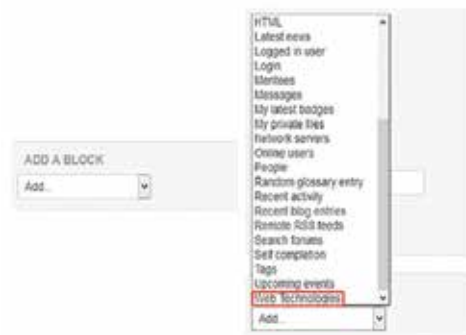 ADD A BLOCK
Add...
HTML
Latest news
Logged in user
Login
Mentees
Messages
My latest badges
My private files
Network servers
Online users
People
Random glossary entry
Recent activity
Recent blog entries
Remote RSS feeds
Search forums
Self completion
Tags
Upcoming events
Web Technologies
Add...